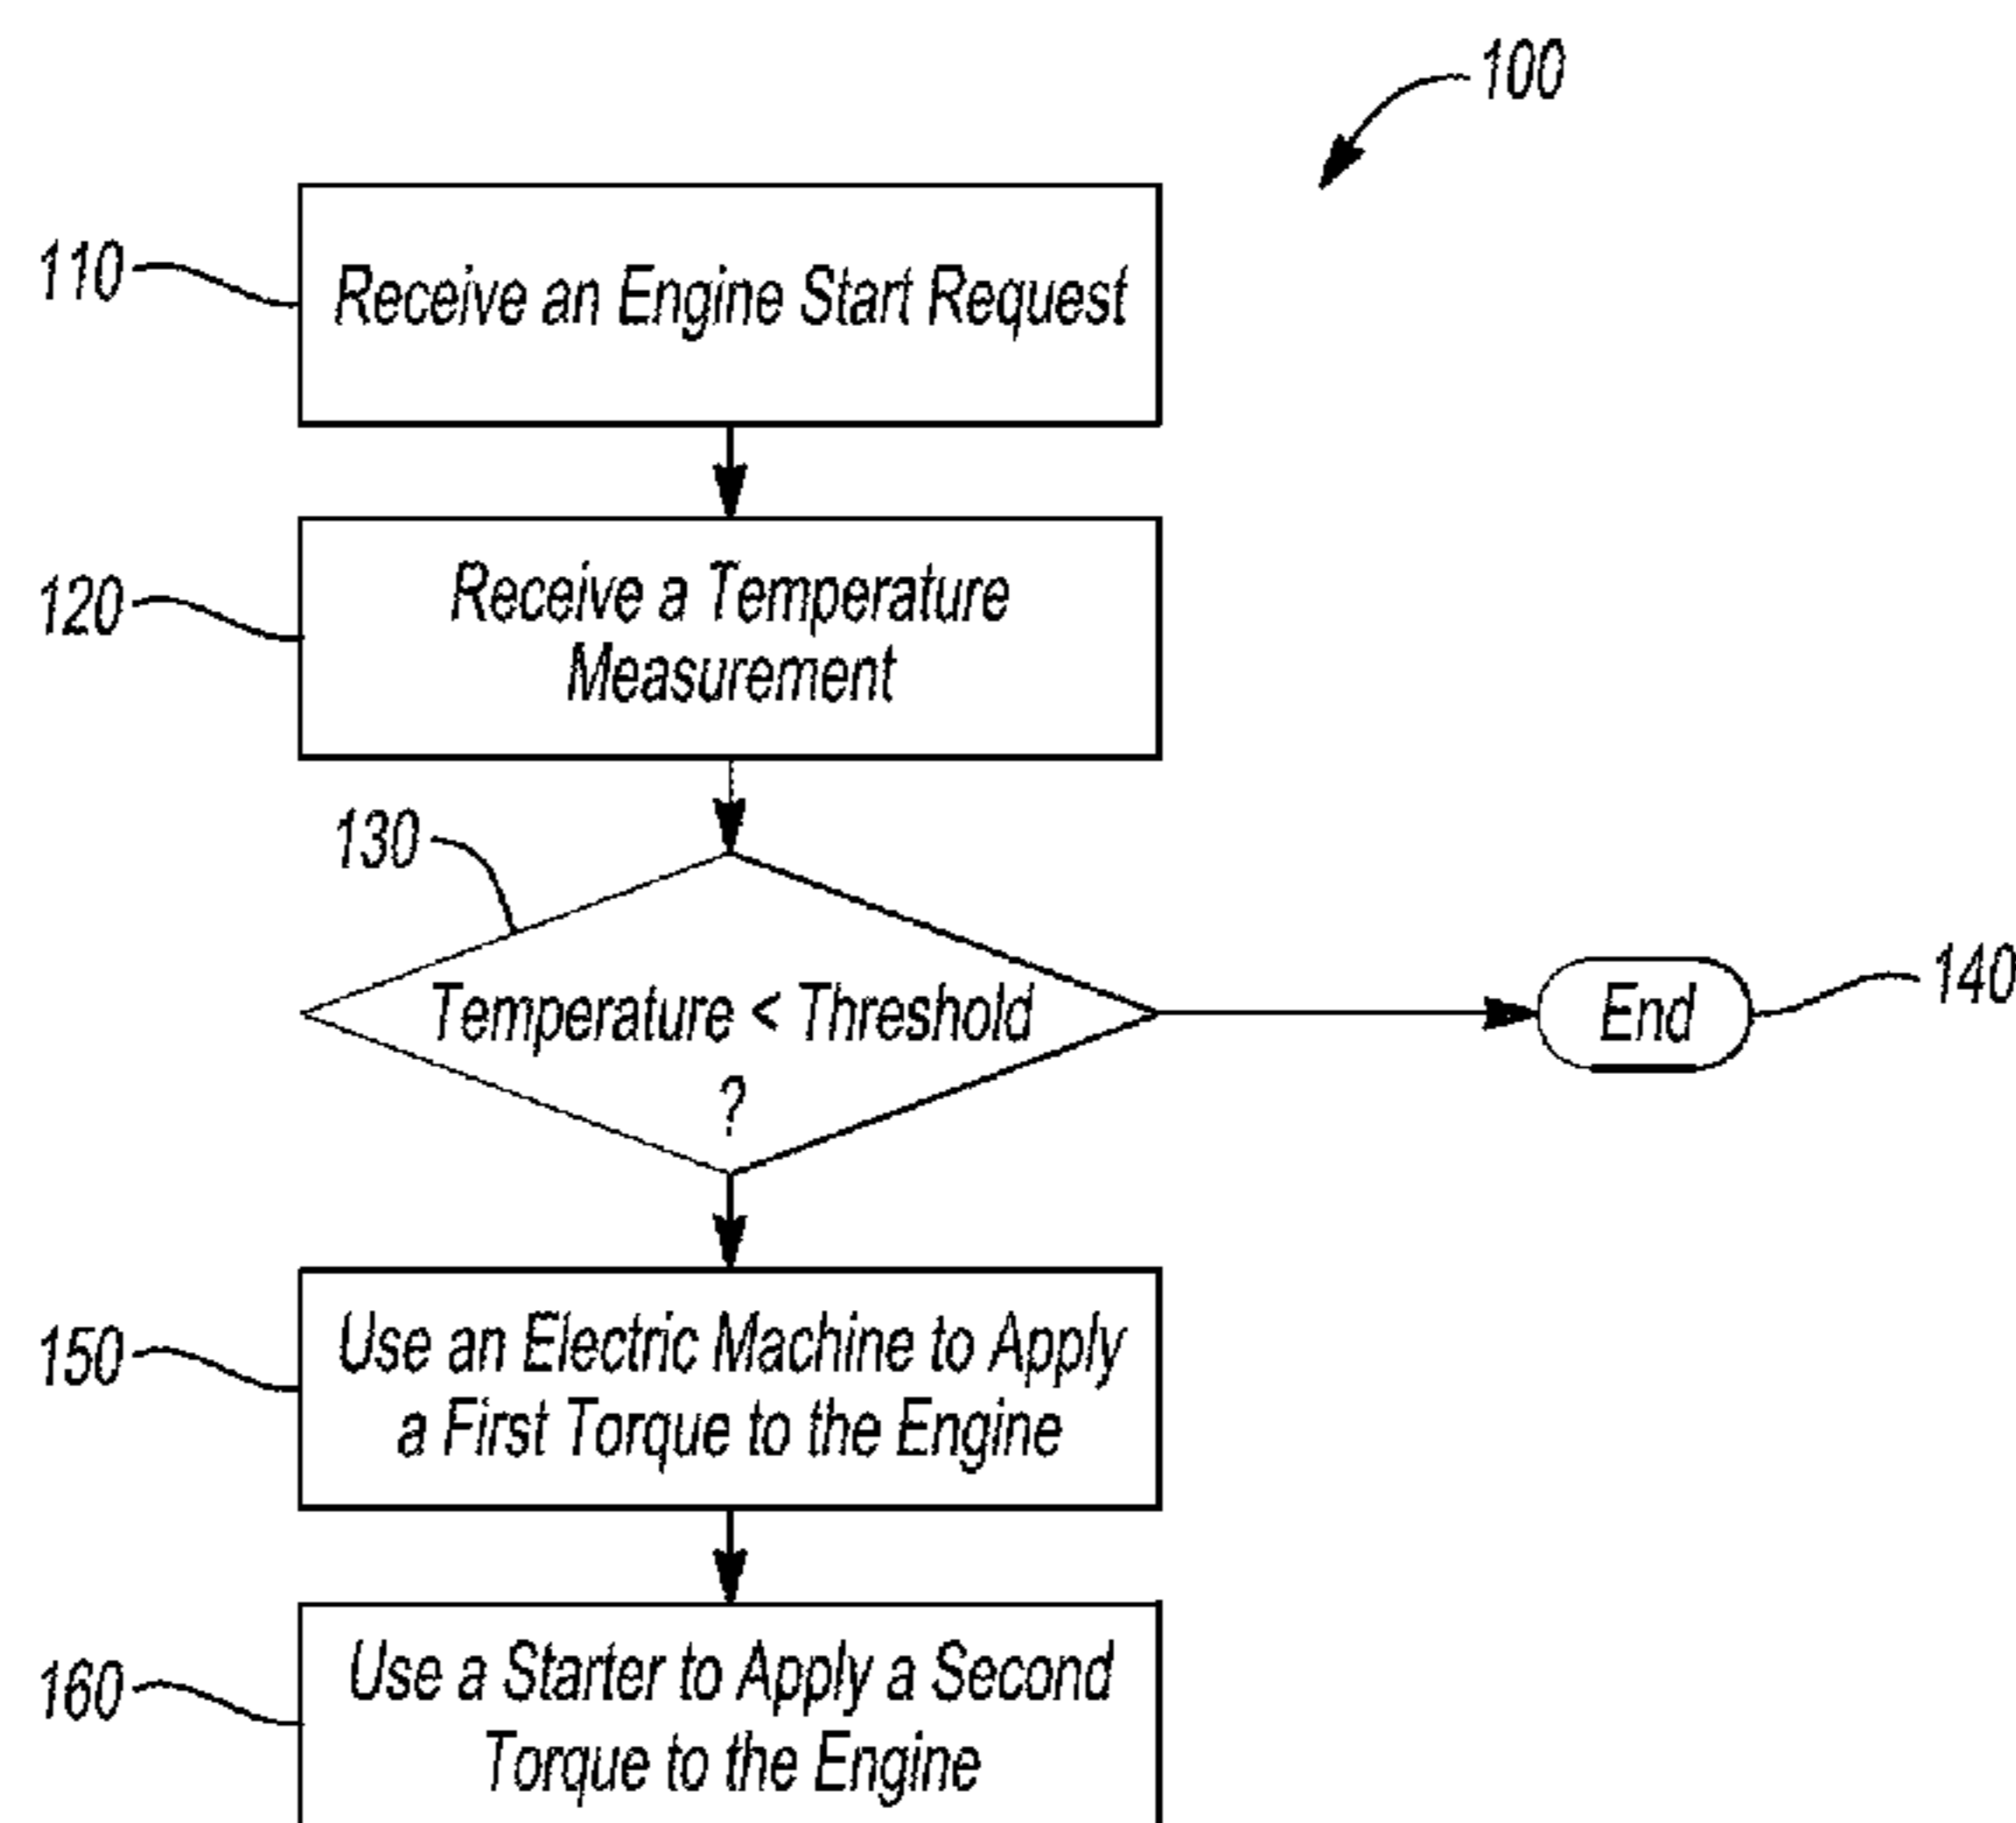 100
110
Receive an Engine Start Request
120
Receive a Temperature
Measurement
130
Temperature < Threshold
?
End
140
150
Use an Electric Machine to Apply
a First Torque to the Engine
160
Use a Starter to Apply a Second
Torque to the Engine